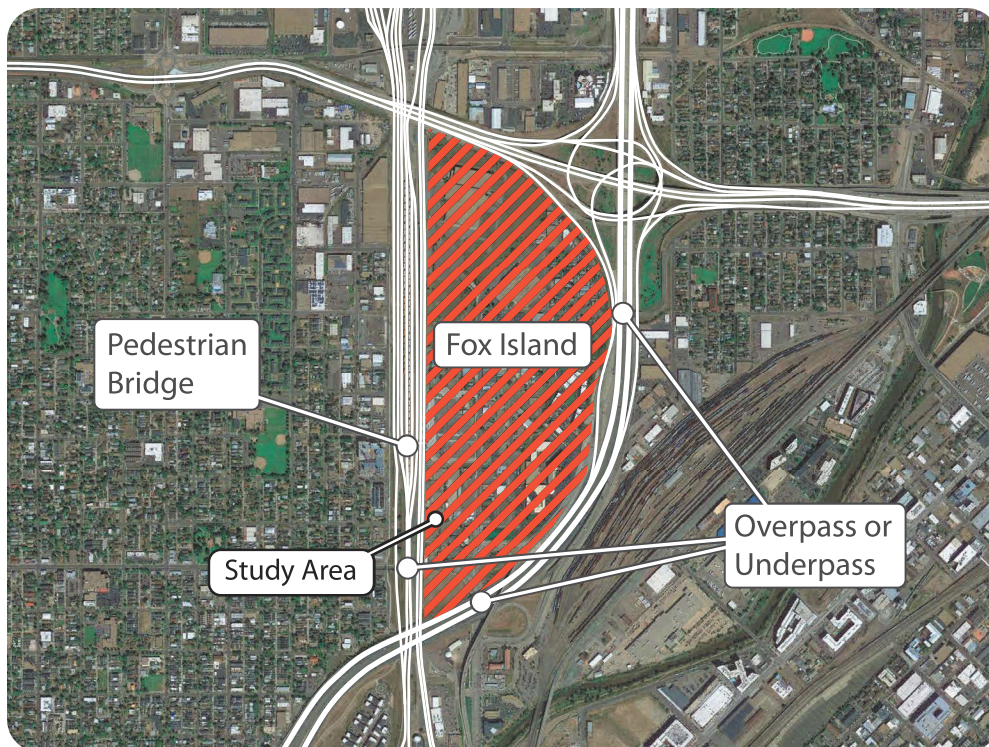 Pedestrian
Bridge
Fox Island
Study Area
Overpass or
Underpass